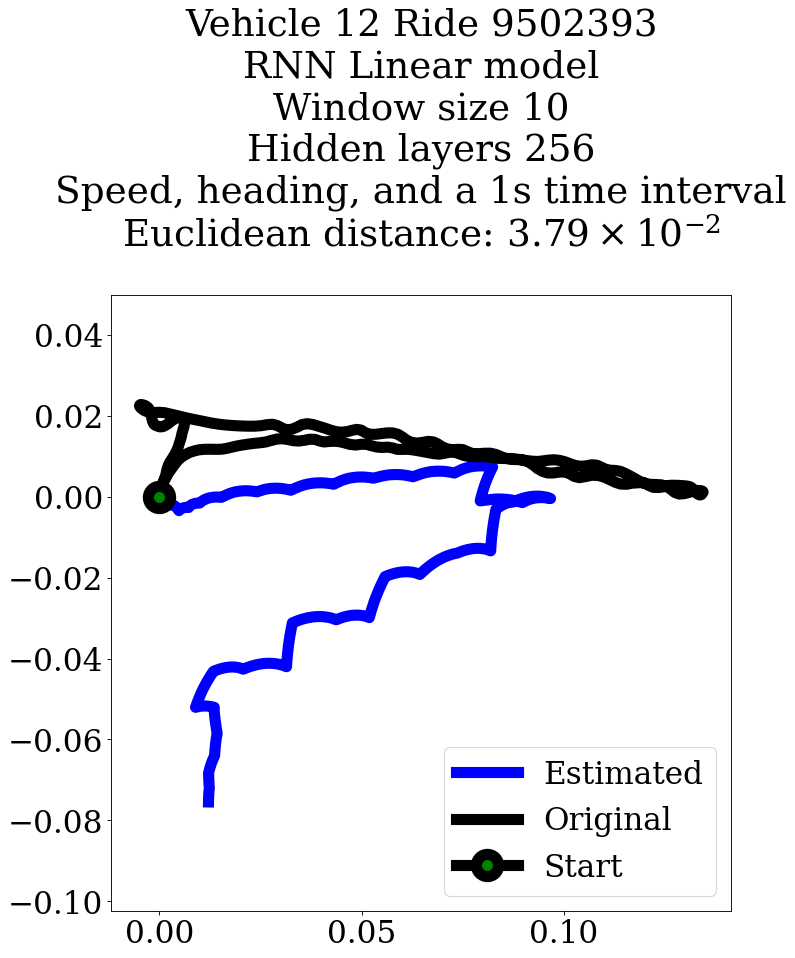 Vehicle 12 Ride 9502393
RNN Linear model
Window size 10
Hidden layers 256
Speed, heading, and a 1s time interval
Euclidean distance: 3.79 × 10⁻²
0.04
0.02
0.00
−0.02
−0.04
−0.06
−0.08
−0.10
0.00 0.05 0.10
Estimated
Original
Start